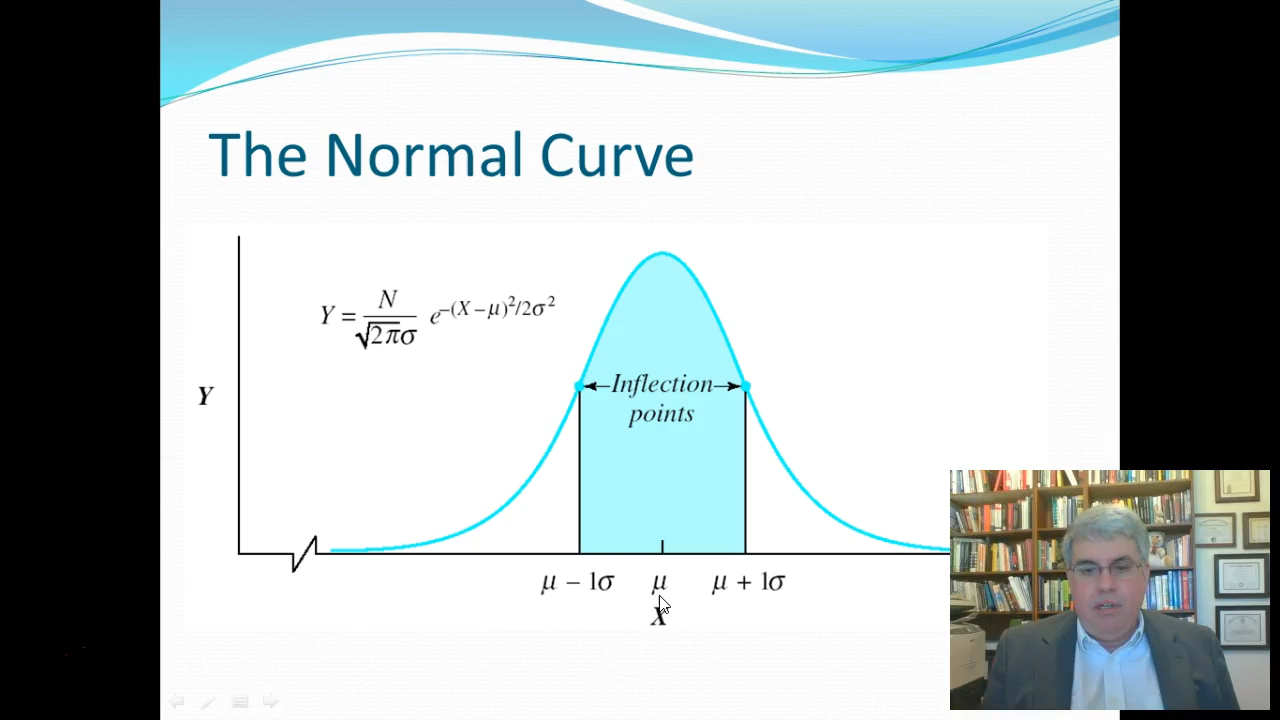 The Normal Curve
Y = N/√2πσ e^−(X − μ)²/2σ²
Y
Inflection
points
μ − 1σ μ μ + 1σ
X